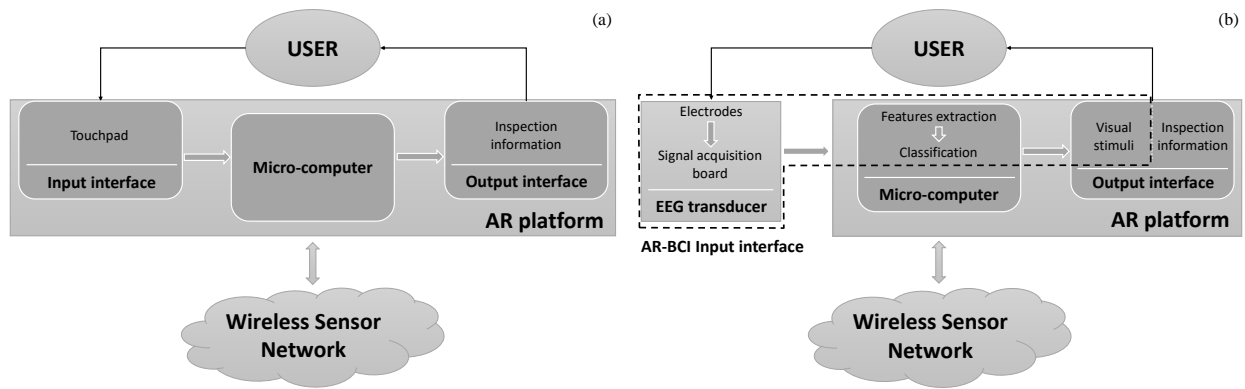 (a)
USER
Touchpad
Input interface
Micro-computer
Inspection
information
Output interface
AR platform
Wireless Sensor
Network
(b)
USER
Electrodes
Signal acquisition
board
EEG transducer
AR-BCI Input interface
Features extraction
Classification
Micro-computer
Visual
stimuli
Inspection
information
Output interface
AR platform
Wireless Sensor
Network